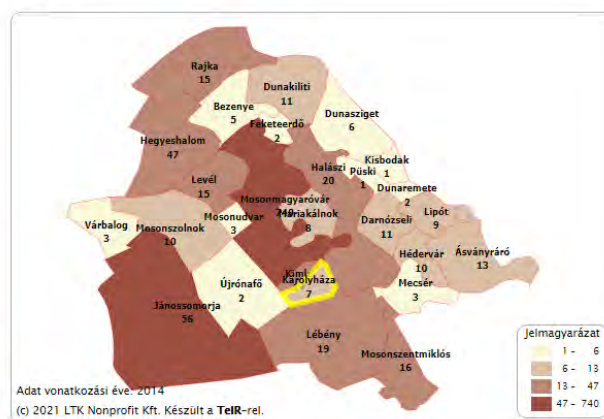 Rajka
15
Dunakiliti
11
Bezenye
5
Dunasziget
6
Feketeerdő
2
Hegyeshalom
47
Halászi
20
Kisbodak
1
Püski
1
Levél
15
Dunaremete
2
Mosonmagyaróvár
740
Máriakálnok
8
Lipót
9
Darnózseli
11
Mosonudvar
3
Várbalog
3
Mosonszolnok
10
Hédervár
10
Ásványráró
13
Mecsér
3
Károlyháza
7
Újrónafő
2
Jánossomorja
56
Lébény
19
Mosonszentmiklós
16
Jelmagyarázat
1 - 6
6 - 13
13 - 47
47 - 740
Adat vonatkozási éve: 2014
(c) 2021 LTK Nonprofit Kft. Készült a TeIR-rel.